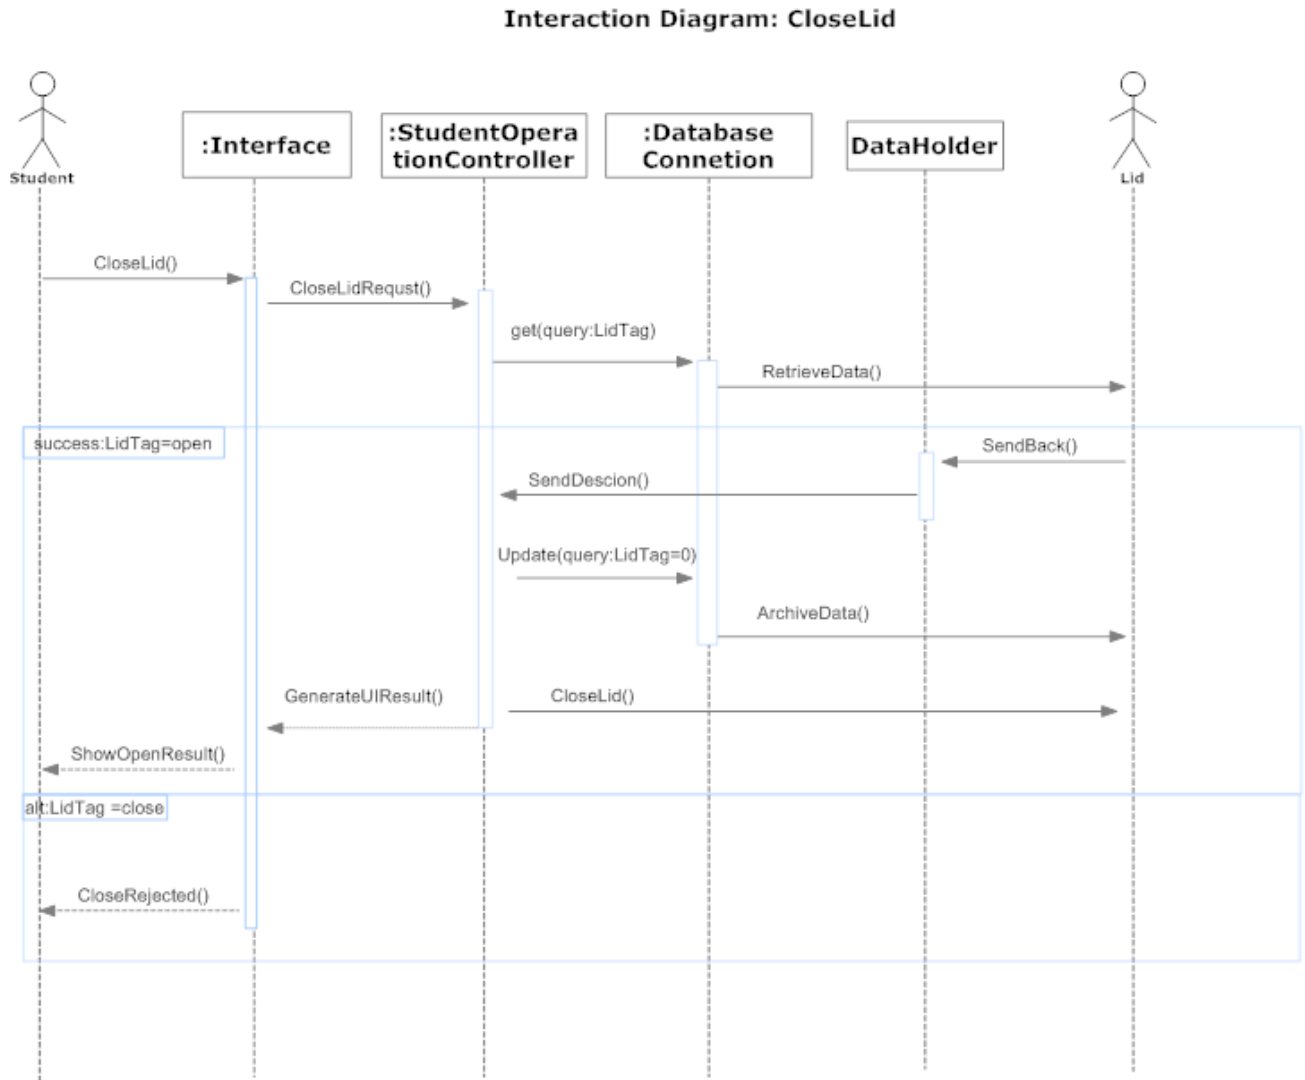 Interaction Diagram: CloseLid
Student
:Interface
:StudentOpera
tionController
:Database
Connetion
DataHolder
Lid
CloseLid()
CloseLidRequst()
get(query:LidTag)
RetrieveData()
success:LidTag=open
SendBack()
SendDescion()
Update(query:LidTag=0)
ArchiveData()
GenerateUIResult()
CloseLid()
ShowOpenResult()
alt:LidTag =close
CloseRejected()